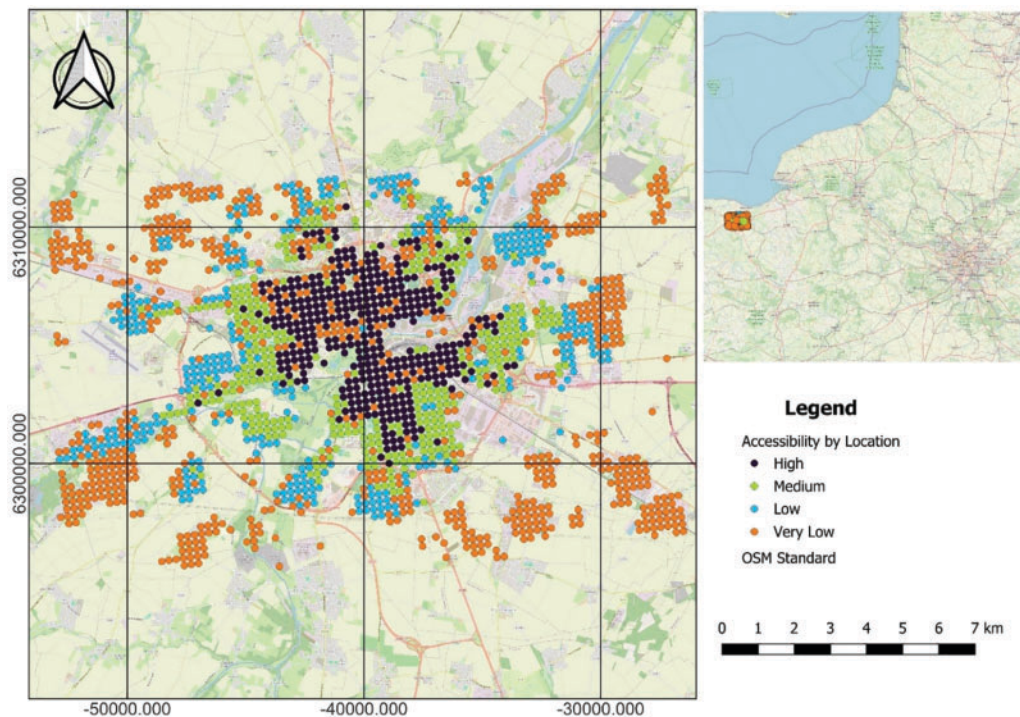 N
6310000.000
6300000.000
-50000.000 -40000.000 -30000.000
Legend
Accessibility by Location
High
Medium
Low
Very Low
OSM Standard
0 1 2 3 4 5 6 7 km